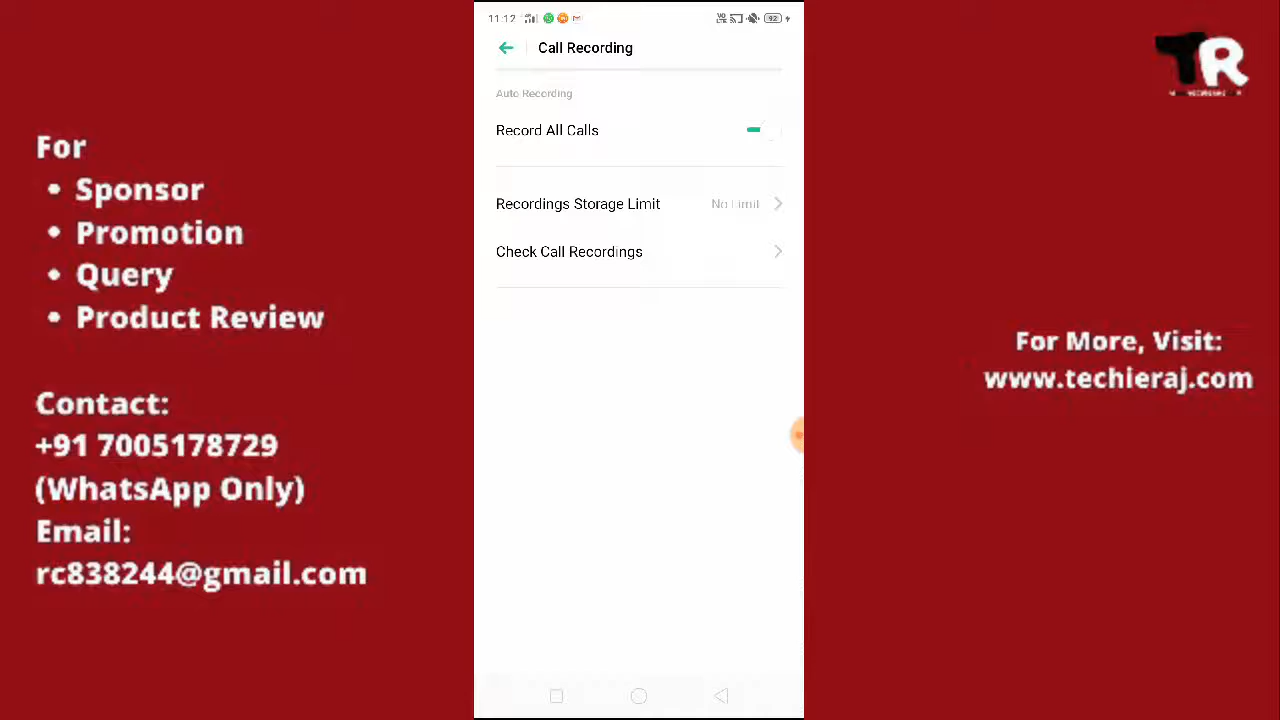 For
• Sponsor
• Promotion
• Query
• Product Review
Contact:
+91 7005178729
(WhatsApp Only)
Email:
rc838244@gmail.com
11:12
92
Call Recording
Auto Recording
Record All Calls
Recordings Storage Limit No Limit
Check Call Recordings
TR
For More, Visit:
www.techieraj.com